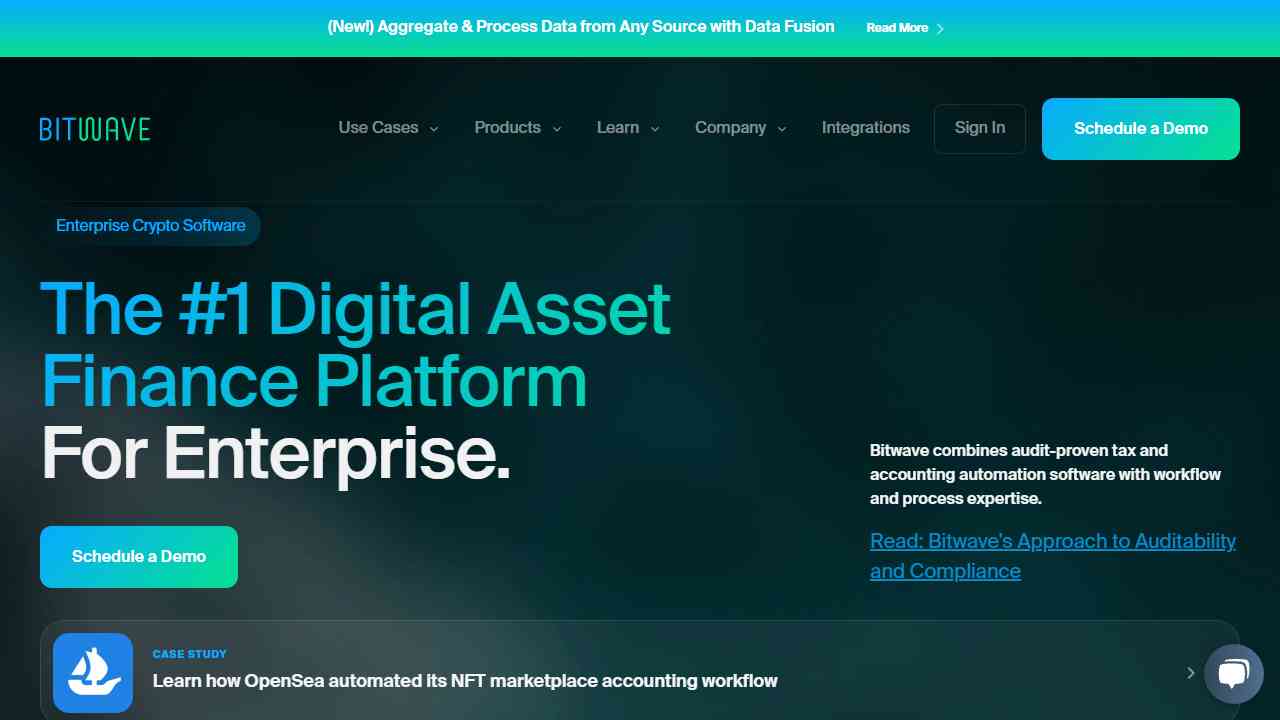 (New!) Aggregate & Process Data from Any Source with Data Fusion Read More
BITWAVE
Use Cases Products Learn Company Integrations Sign In Schedule a Demo
Enterprise Crypto Software
The #1 Digital Asset
Finance Platform
For Enterprise.
Bitwave combines audit-proven tax and
accounting automation software with workflow
and process expertise.
Read: Bitwave's Approach to Auditability
and Compliance
Schedule a Demo
CASE STUDY
Learn how OpenSea automated its NFT marketplace accounting workflow